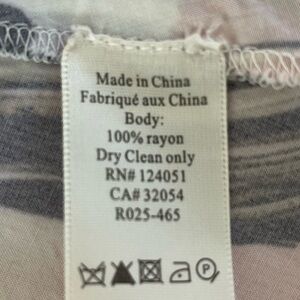 Made in China
Fabriqué aux China
Body:
100% rayon
Dry Clean only
RN# 124051
CA# 32054
R025-465
P